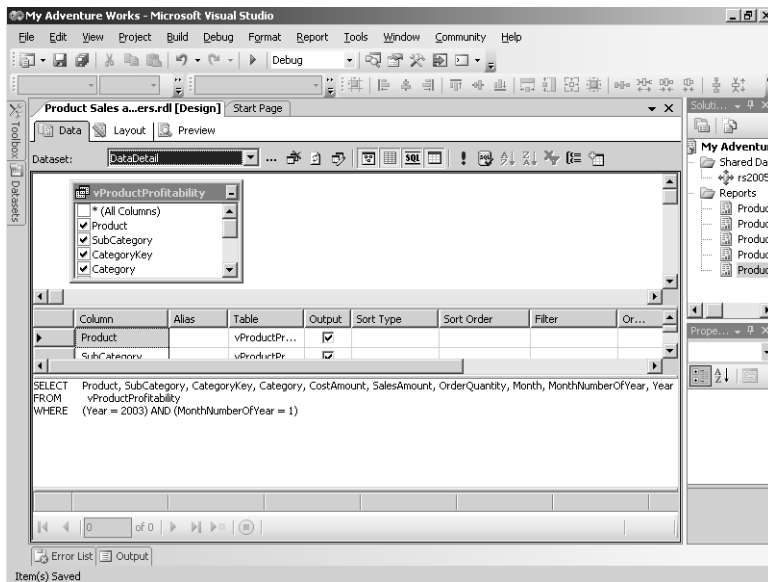 My Adventure Works - Microsoft Visual Studio
File Edit View Project Build Debug Format Report Tools Window Community Help
Debug
Product Sales a...ers.rdl [Design] Start Page
Soluti...
Toolbox
Datasets
Data Layout Preview
Dataset: DataDetail
SQL
My Adventur
Shared Da
rs2005
Reports
Produc
Produc
Produc
Produc
Produc
vProductProfitability
* (All Columns)
Product
SubCategory
CategoryKey
Category
Column Alias Table Output Sort Type Sort Order Filter Or...
Product vProductPr...
SubCategory vProductPr
Prope...
SELECT Product, SubCategory, CategoryKey, Category, CostAmount, SalesAmount, OrderQuantity, Month, MonthNumberOfYear, Year
FROM vProductProfitability
WHERE (Year = 2003) AND (MonthNumberOfYear = 1)
0 of 0
Error List Output
Item(s) Saved